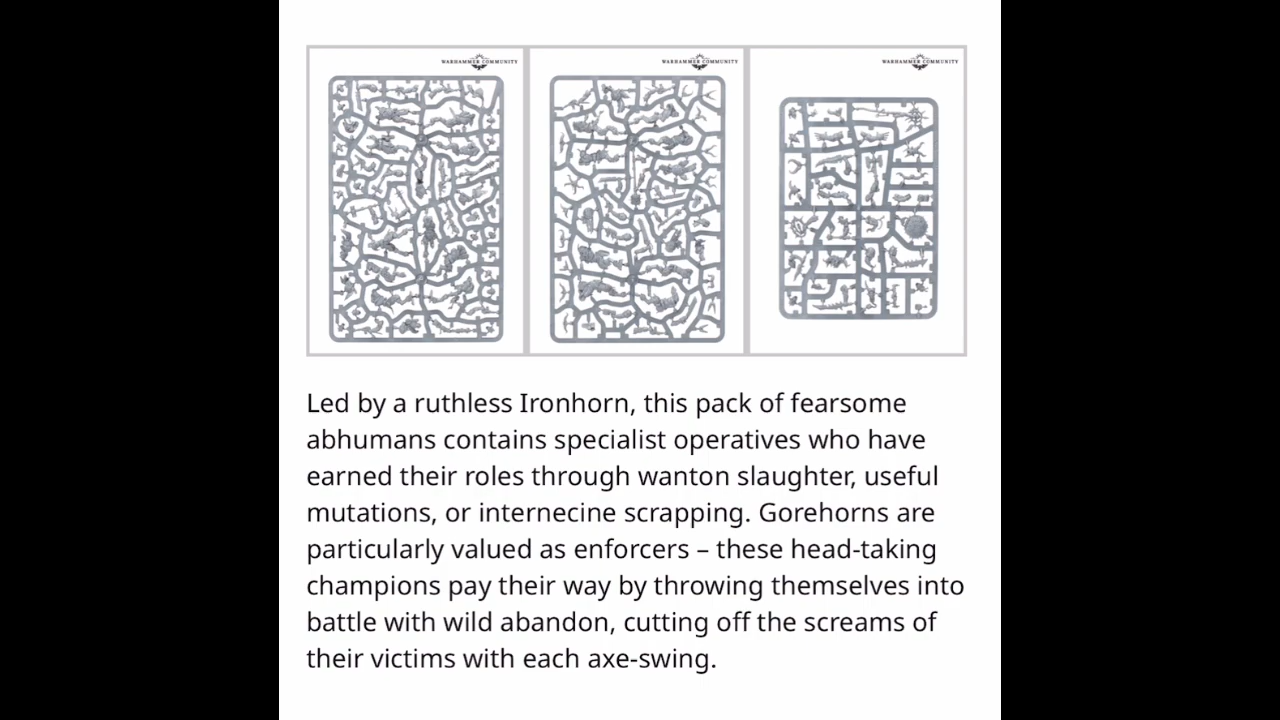 WARHAMMER COMMUNITY
WARHAMMER COMMUNITY
WARHAMMER COMMUNITY
Led by a ruthless Ironhorn, this pack of fearsome
abhumans contains specialist operatives who have
earned their roles through wanton slaughter, useful
mutations, or internecine scrapping. Gorehorns are
particularly valued as enforcers – these head-taking
champions pay their way by throwing themselves into
battle with wild abandon, cutting off the screams of
their victims with each axe-swing.